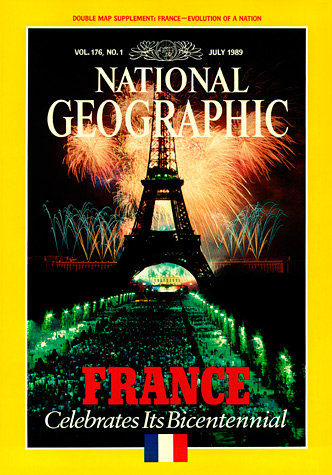 DOUBLE MAP SUPPLEMENT: FRANCE—EVOLUTION OF A NATION
VOL. 176, NO. 1 JULY 1989
NATIONAL
GEOGRAPHIC
FRANCE
Celebrates Its Bicentennial